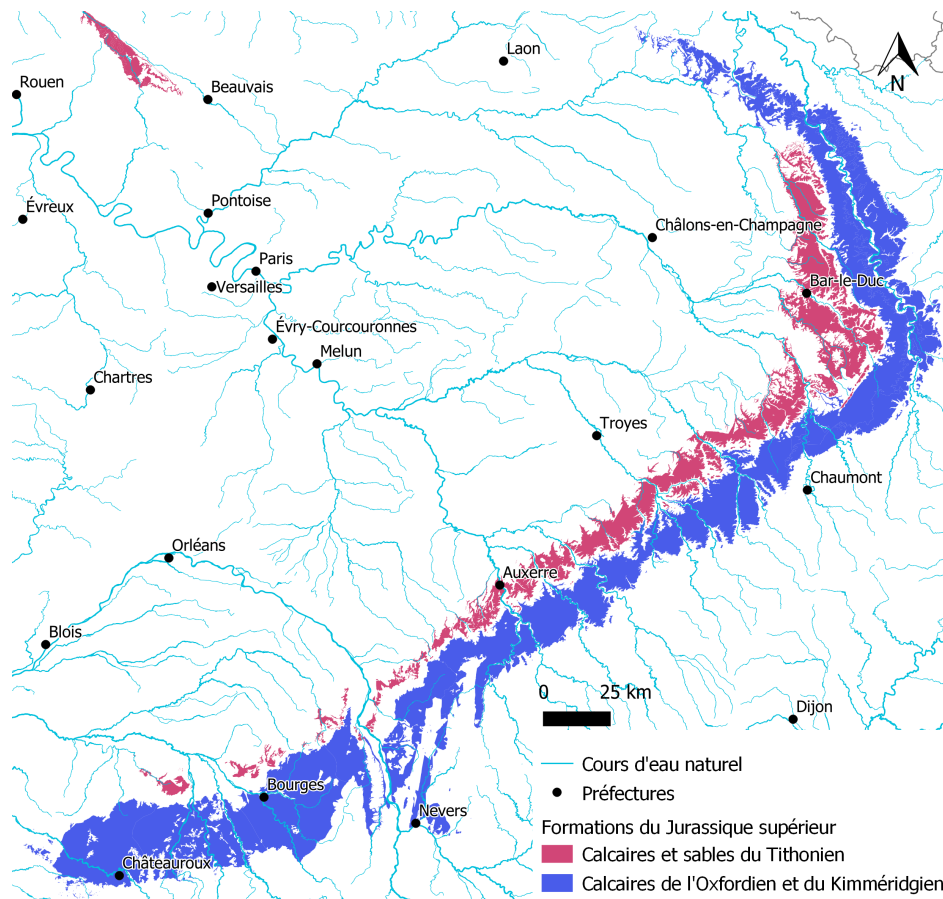 Laon
N
Rouen
Beauvais
Évreux
Pontoise
Châlons-en-Champagne
Paris
Versailles
Bar-le-Duc
Évry-Courcouronnes
Melun
Chartres
Troyes
Chaumont
Orléans
Auxerre
Blois
0 25 km
Dijon
Bourges
Nevers
Châteauroux
Cours d'eau naturel
Préfectures
Formations du Jurassique supérieur
Calcaires et sables du Tithonien
Calcaires de l'Oxfordien et du Kimméridgien